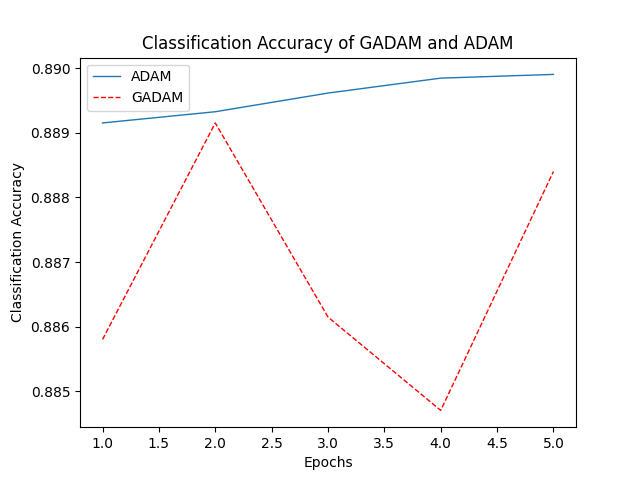 Classification Accuracy of GADAM and ADAM
0.890
0.889
0.888
0.887
0.886
0.885
Classification Accuracy
ADAM
GADAM
1.0 1.5 2.0 2.5 3.0 3.5 4.0 4.5 5.0
Epochs